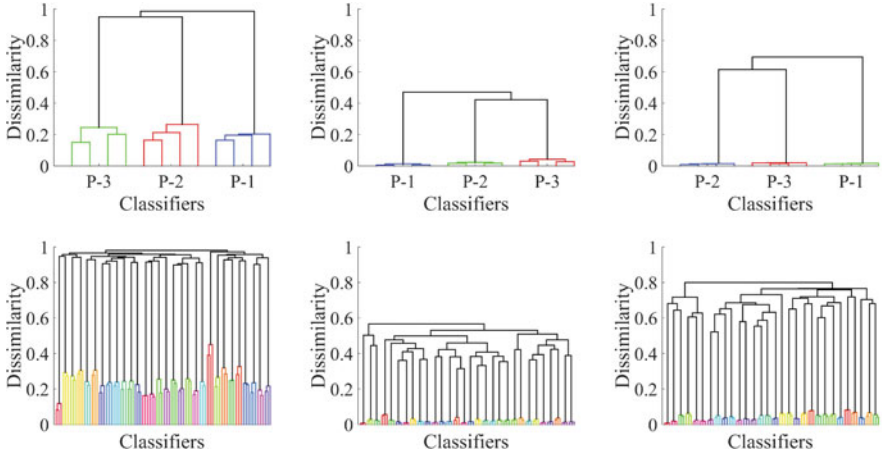 Dissimilarity
1
0.8
0.6
0.4
0.2
0
P-3 P-2 P-1
Classifiers
Dissimilarity
1
0.8
0.6
0.4
0.2
0
P-1 P-2 P-3
Classifiers
Dissimilarity
1
0.8
0.6
0.4
0.2
0
P-2 P-3 P-1
Classifiers
Dissimilarity
1
0.8
0.6
0.4
0.2
0
Classifiers
Dissimilarity
1
0.8
0.6
0.4
0.2
0
Classifiers
Dissimilarity
1
0.8
0.6
0.4
0.2
0
Classifiers